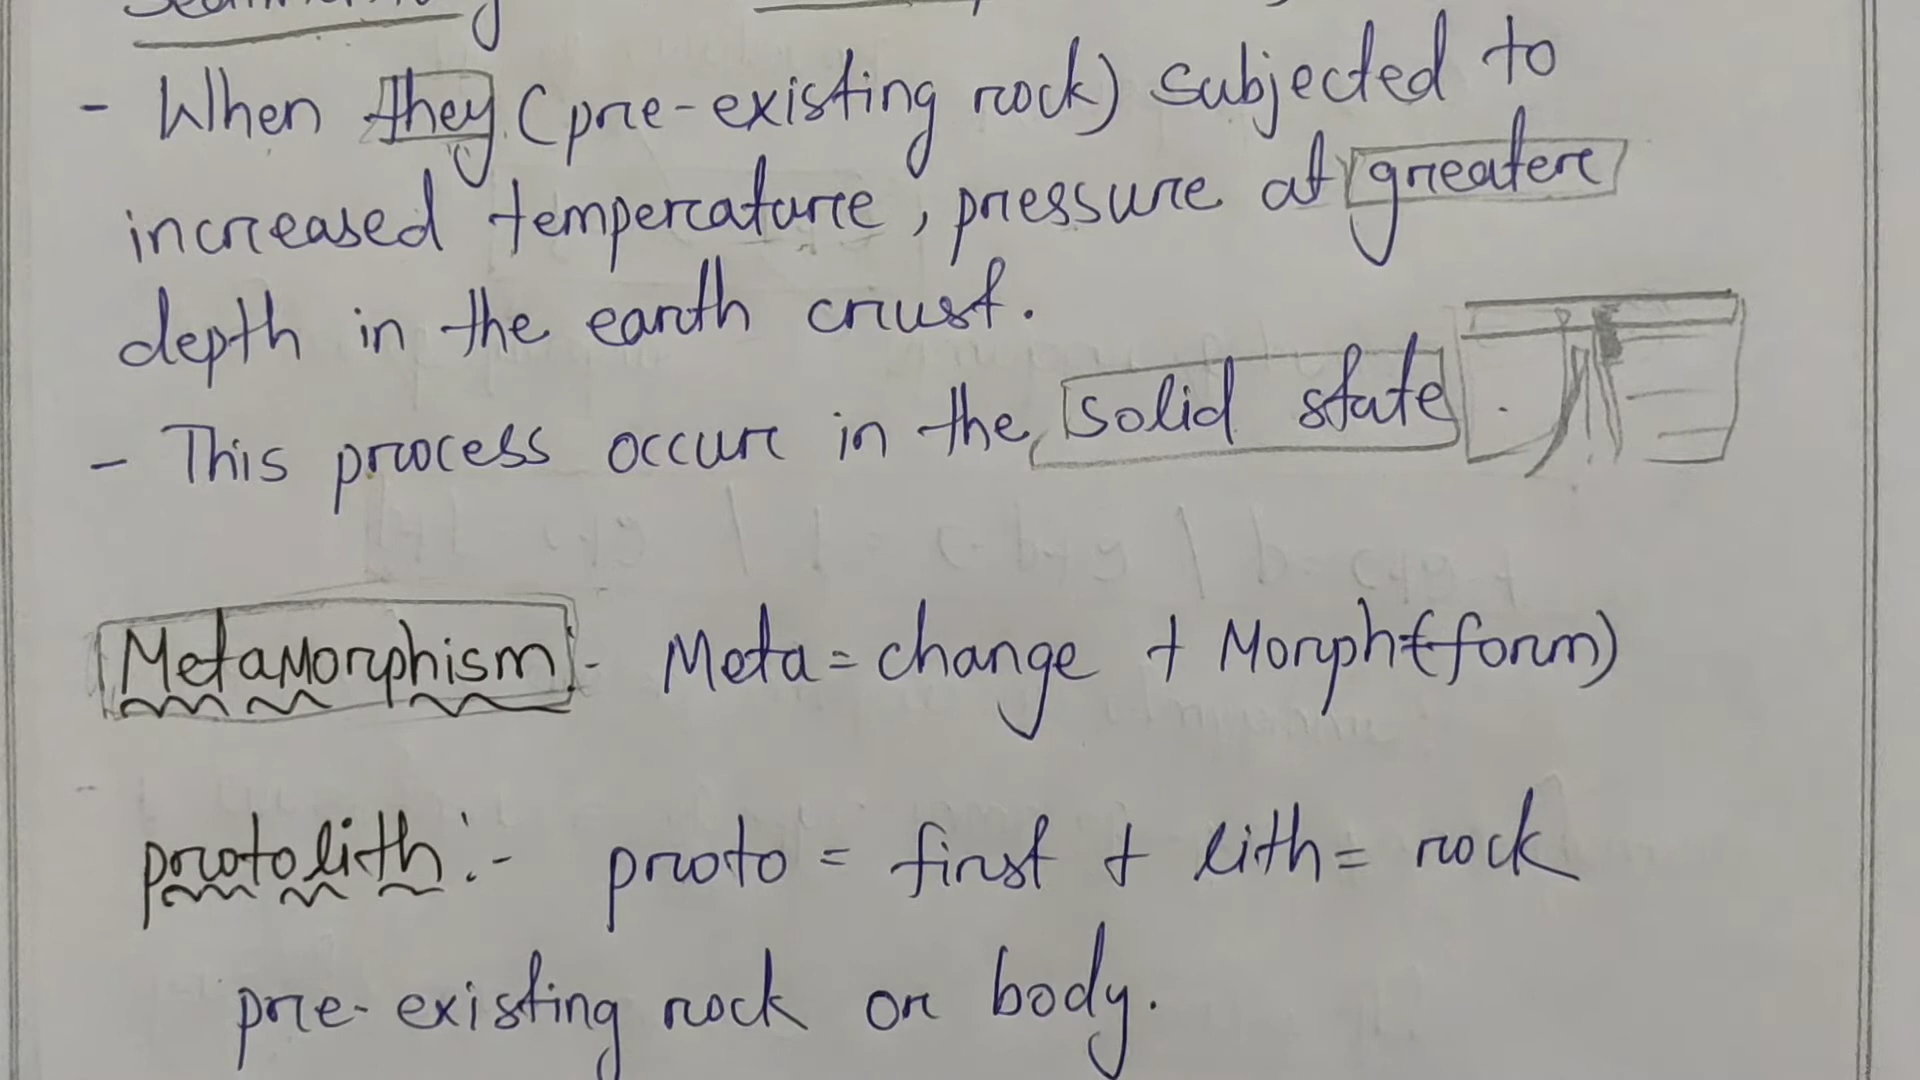 - When they (pre-existing rock) subjected to
increased temperature, pressure at greater
depth in the earth crust.
- This process occur in the solid state.
Metamorphism - Meta = change + Morph (form)
protolith :- proto = first + lith = rock
pre-existing rock or body.